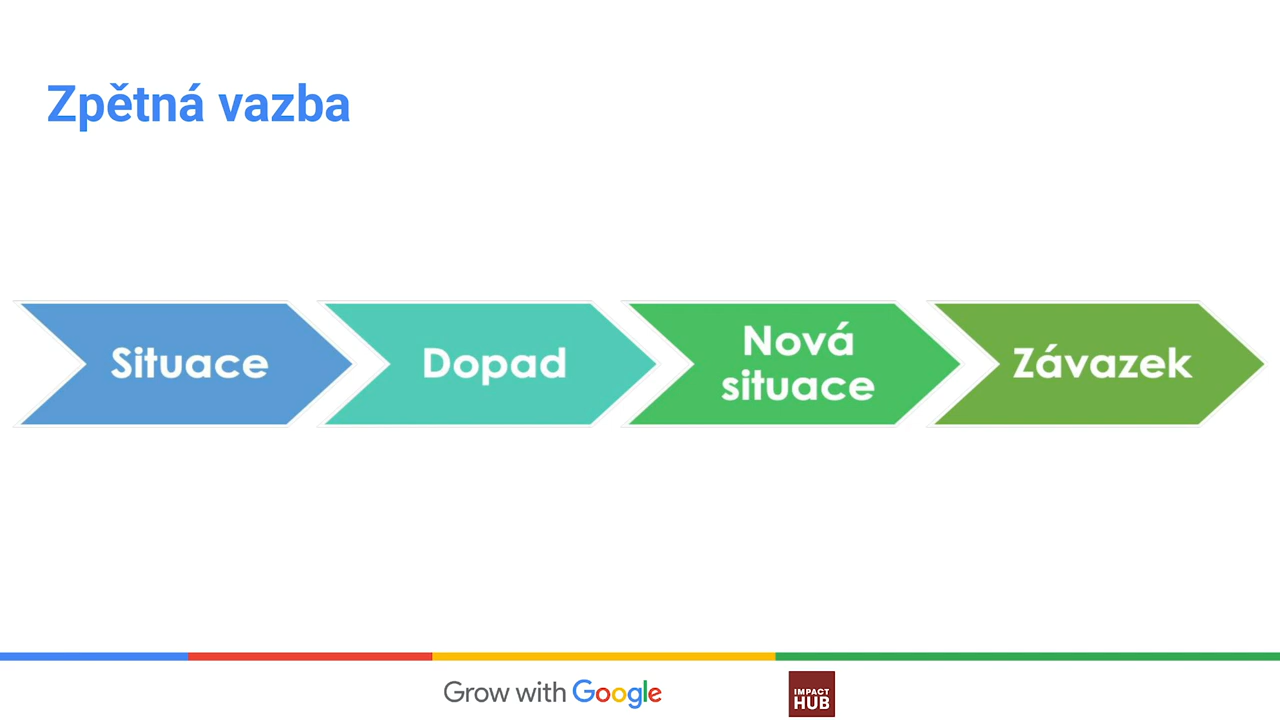 Zpětná vazba
Situace
Dopad
Nová
situace
Závazek
Grow with Google
IMPACT
HUB